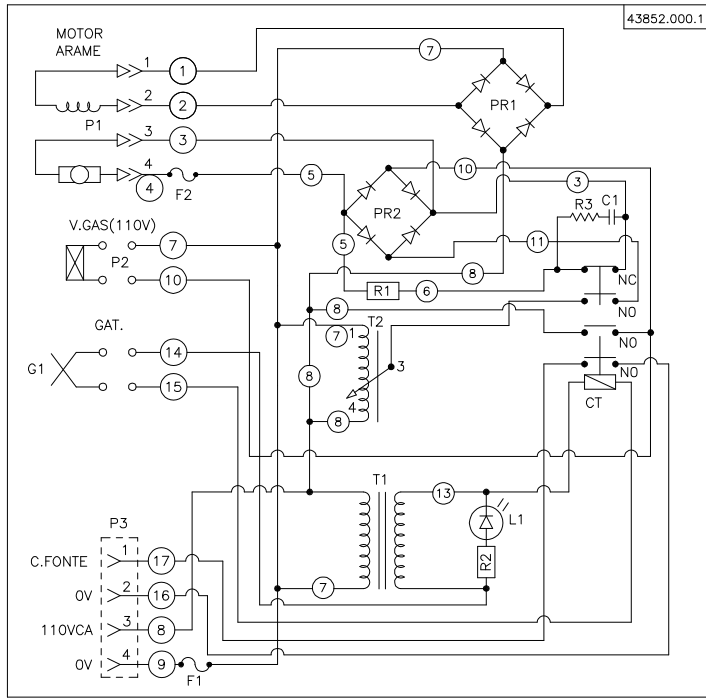 43852.000.1
MOTOR
ARAME
7
1 1
PR1
2 2
P1
3 3
10
3
4
4
F2
5
R3 C1
PR2
V.GAS(110V)
7
5
11
P2
8
NC
10
R1 6
8
NO
T2
GAT.
7 1
NO
14
3
G1
8
NO
15
4
CT
8
T1
13
L1
P3
R2
C.FONTE 1 17
7
0V 2 16
110VCA 3 8
0V 4 9
F1